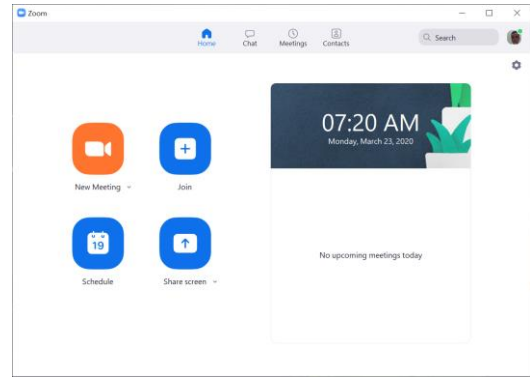 Zoom
Home
Chat
Meetings
Contacts
Search
07:20 AM
Monday, March 23, 2020
New Meeting
Join
19
Schedule
Share screen
No upcoming meetings today